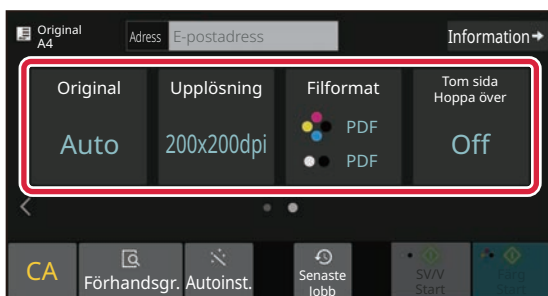 Original
A4
Adress E-postadress
Information
Original
Auto
Upplösning
200x200dpi
Filformat
PDF
PDF
Tom sida
Hoppa över
Off
CA
Förhandsgr.
Autoinst.
Senaste
Jobb
SV/V
Start
Färg
Start